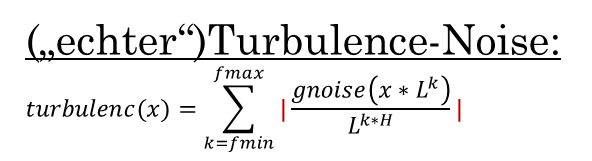 („echter“)Turbulence-Noise:
fmax
turbulenc(x) = ∑ | gnoise(x ∗ L^k) / L^{k∗H} |
k=fmin